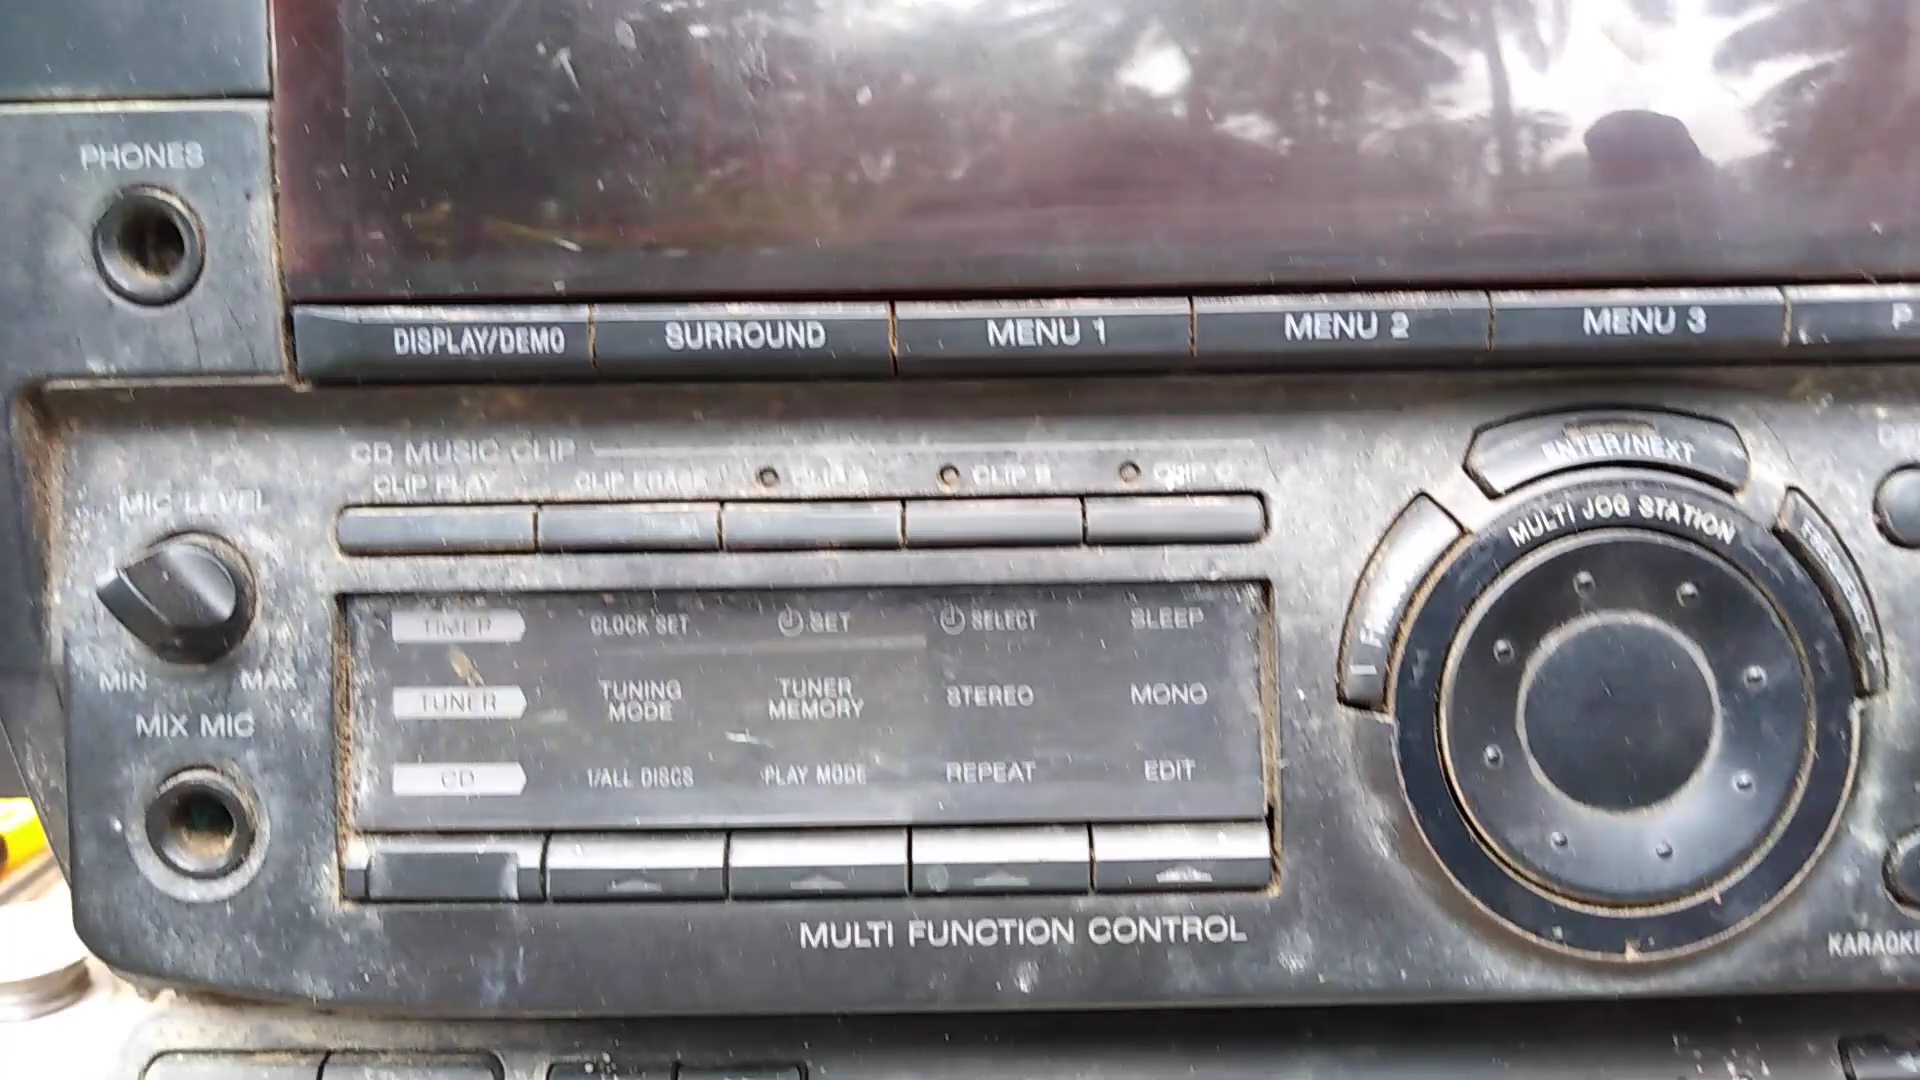 PHONES
DISPLAY/DEMO
SURROUND
MENU 1
MENU 2
MENU 3
P
CD MUSIC CLIP
CLIP PLAY
CLIP ERASE
CLIP A
CLIP B
CLIP C
ENTER/NEXT
MULTI JOG STATION
MIC LEVEL
MIN
MAX
MIX MIC
TIMER
CLOCK SET
SET
SELECT
SLEEP
TUNER
TUNING
MODE
TUNER
MEMORY
STEREO
MONO
CD
1/ALL DISCS
PLAY MODE
REPEAT
EDIT
MULTI FUNCTION CONTROL
KARAOKE